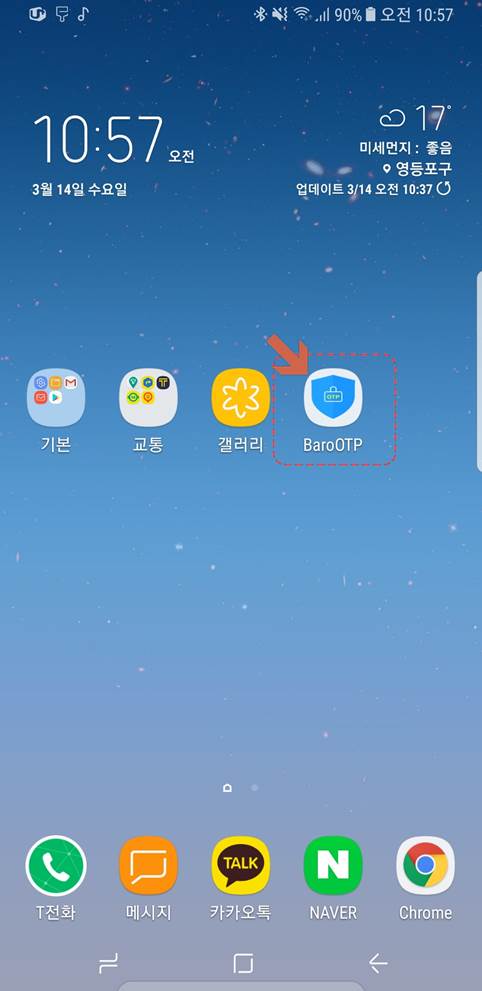 90% 오전 10:57
10:57 오전
3월 14일 수요일
17°
미세먼지 : 좋음
영등포구
업데이트 3/14 오전 10:37
OTP
기본
교통
갤러리
BaroOTP
TALK
N
T전화
메시지
카카오톡
NAVER
Chrome